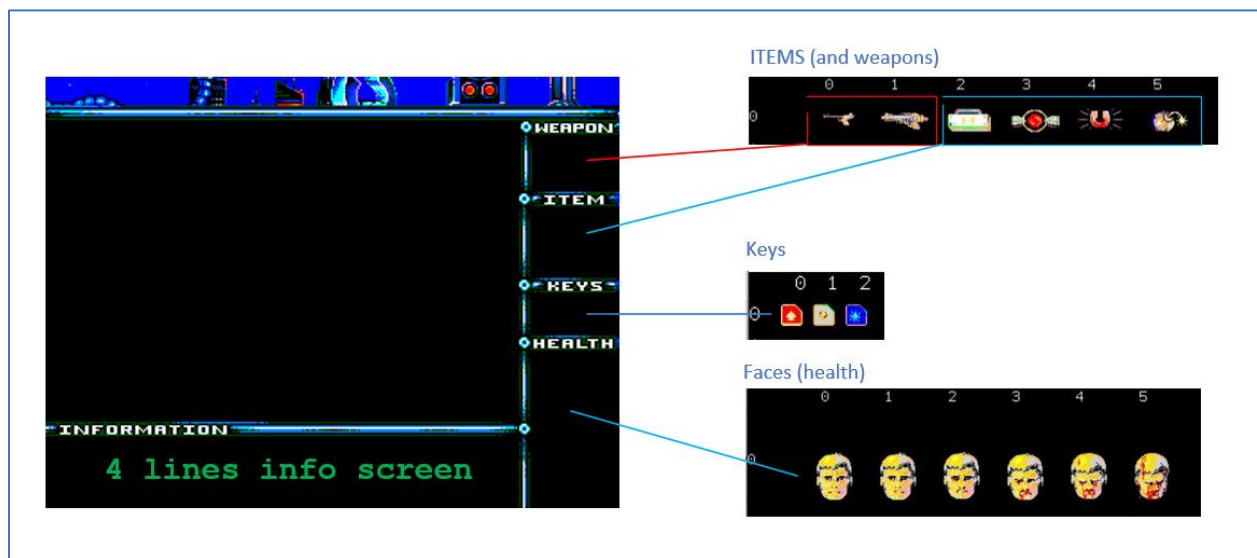 WEAPON
ITEM
KEYS
HEALTH
INFORMATION
4 lines info screen
ITEMS (and weapons)
0 1 2 3 4 5
0
Keys
0 1 2
0
Faces (health)
0 1 2 3 4 5
0